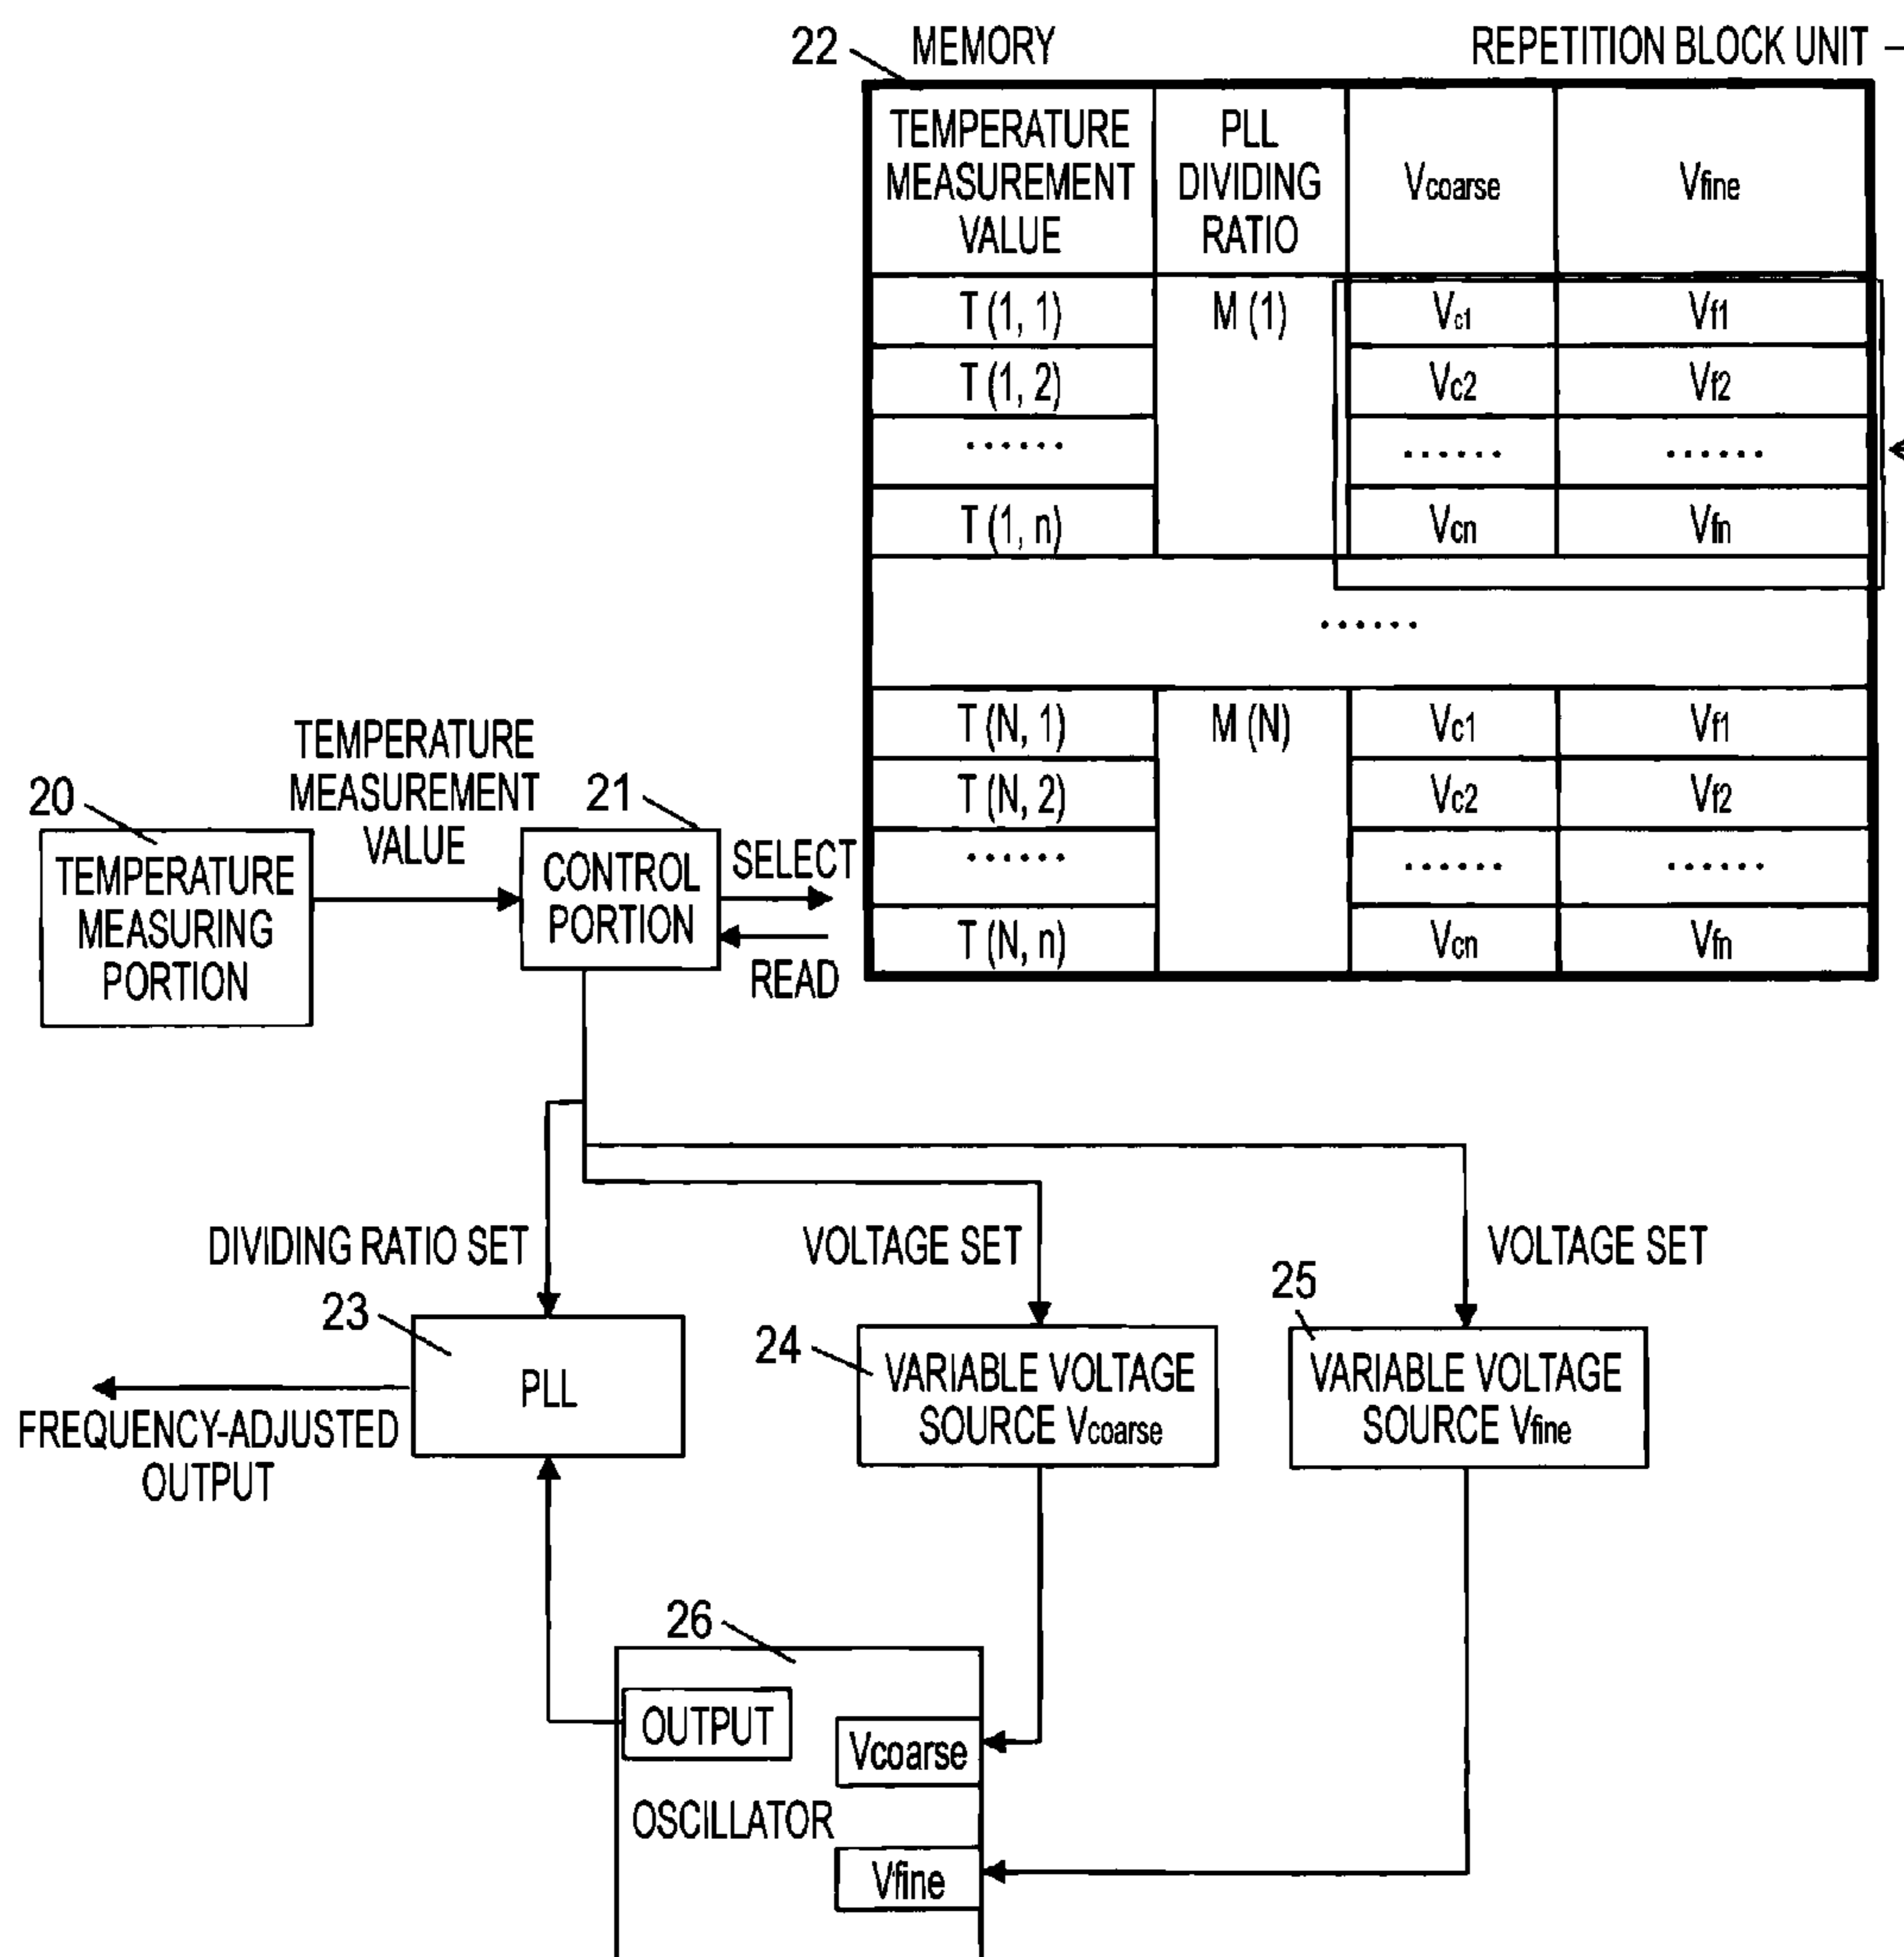 22 MEMORY REPETITION BLOCK UNIT
TEMPERATURE MEASUREMENT VALUE PLL DIVIDING RATIO Vcoarse Vfine
T (1, 1) M (1) Vc1 Vf1
T (1, 2) Vc2 Vf2
...... ...... ......
T (1, n) Vcn Vfn
......
T (N, 1) M (N) Vc1 Vf1
T (N, 2) Vc2 Vf2
...... ...... ......
T (N, n) Vcn Vfn
20
TEMPERATURE
MEASURING
PORTION
TEMPERATURE
MEASUREMENT
VALUE
21
CONTROL
PORTION
SELECT
READ
DIVIDING RATIO SET
VOLTAGE SET
VOLTAGE SET
23
PLL
FREQUENCY-ADJUSTED
OUTPUT
24
VARIABLE VOLTAGE
SOURCE Vcoarse
25
VARIABLE VOLTAGE
SOURCE Vfine
26
OUTPUT
Vcoarse
OSCILLATOR
Vfine